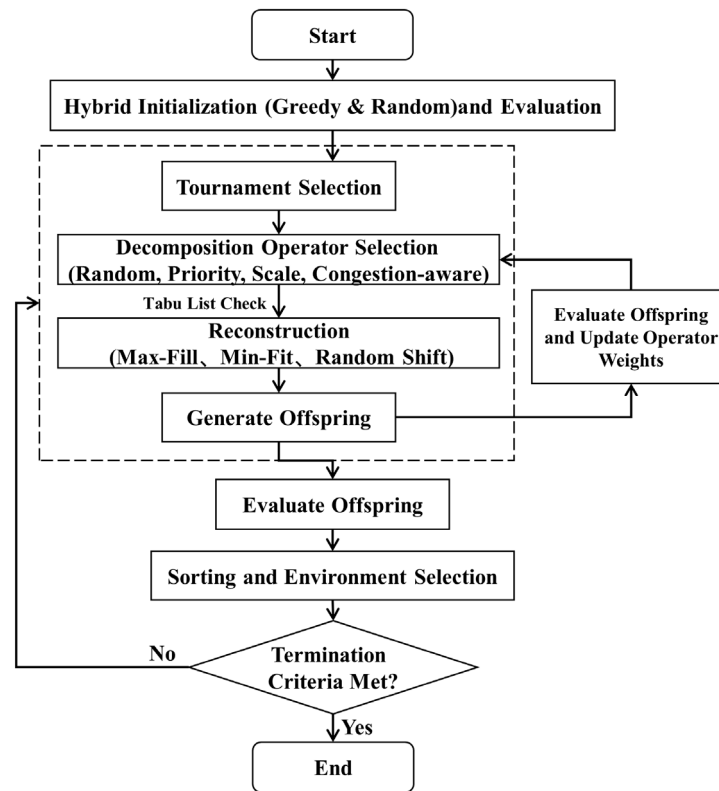 Start
Hybrid Initialization (Greedy & Random)and Evaluation
Tournament Selection
Decomposition Operator Selection
(Random, Priority, Scale, Congestion-aware)
Tabu List Check
Reconstruction
(Max-Fill、Min-Fit、Random Shift)
Generate Offspring
Evaluate Offspring
and Update Operator
Weights
Evaluate Offspring
Sorting and Environment Selection
Termination
Criteria Met?
No
Yes
End